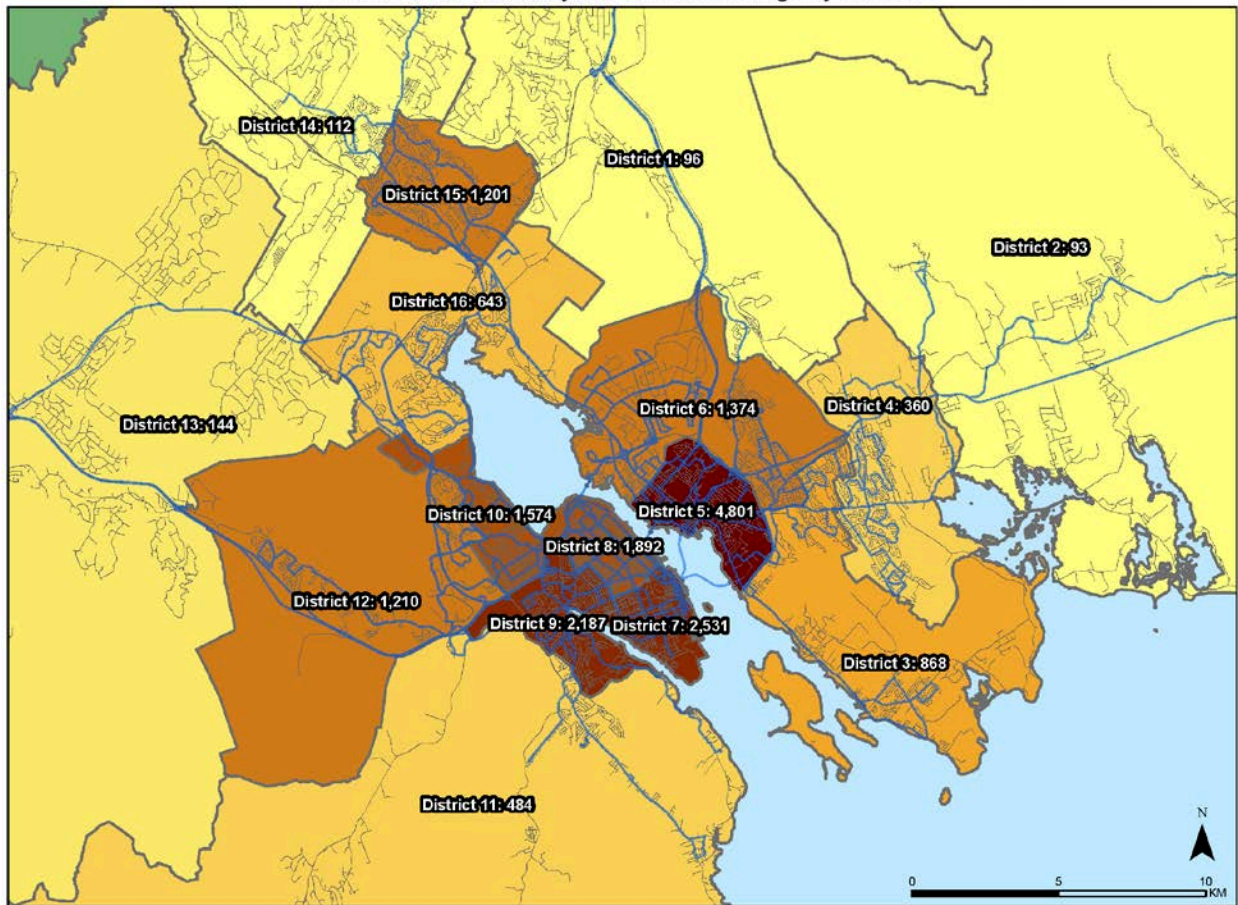 District 14: 112
District 1: 96
District 15: 1,201
District 2: 93
District 16: 643
District 6: 1,374
District 4: 360
District 13: 144
District 10: 1,574
District 5: 4,801
District 8: 1,892
District 12: 1,210
District 9: 2,187
District 7: 2,531
District 3: 868
District 11: 484
N
0 5 10
KM